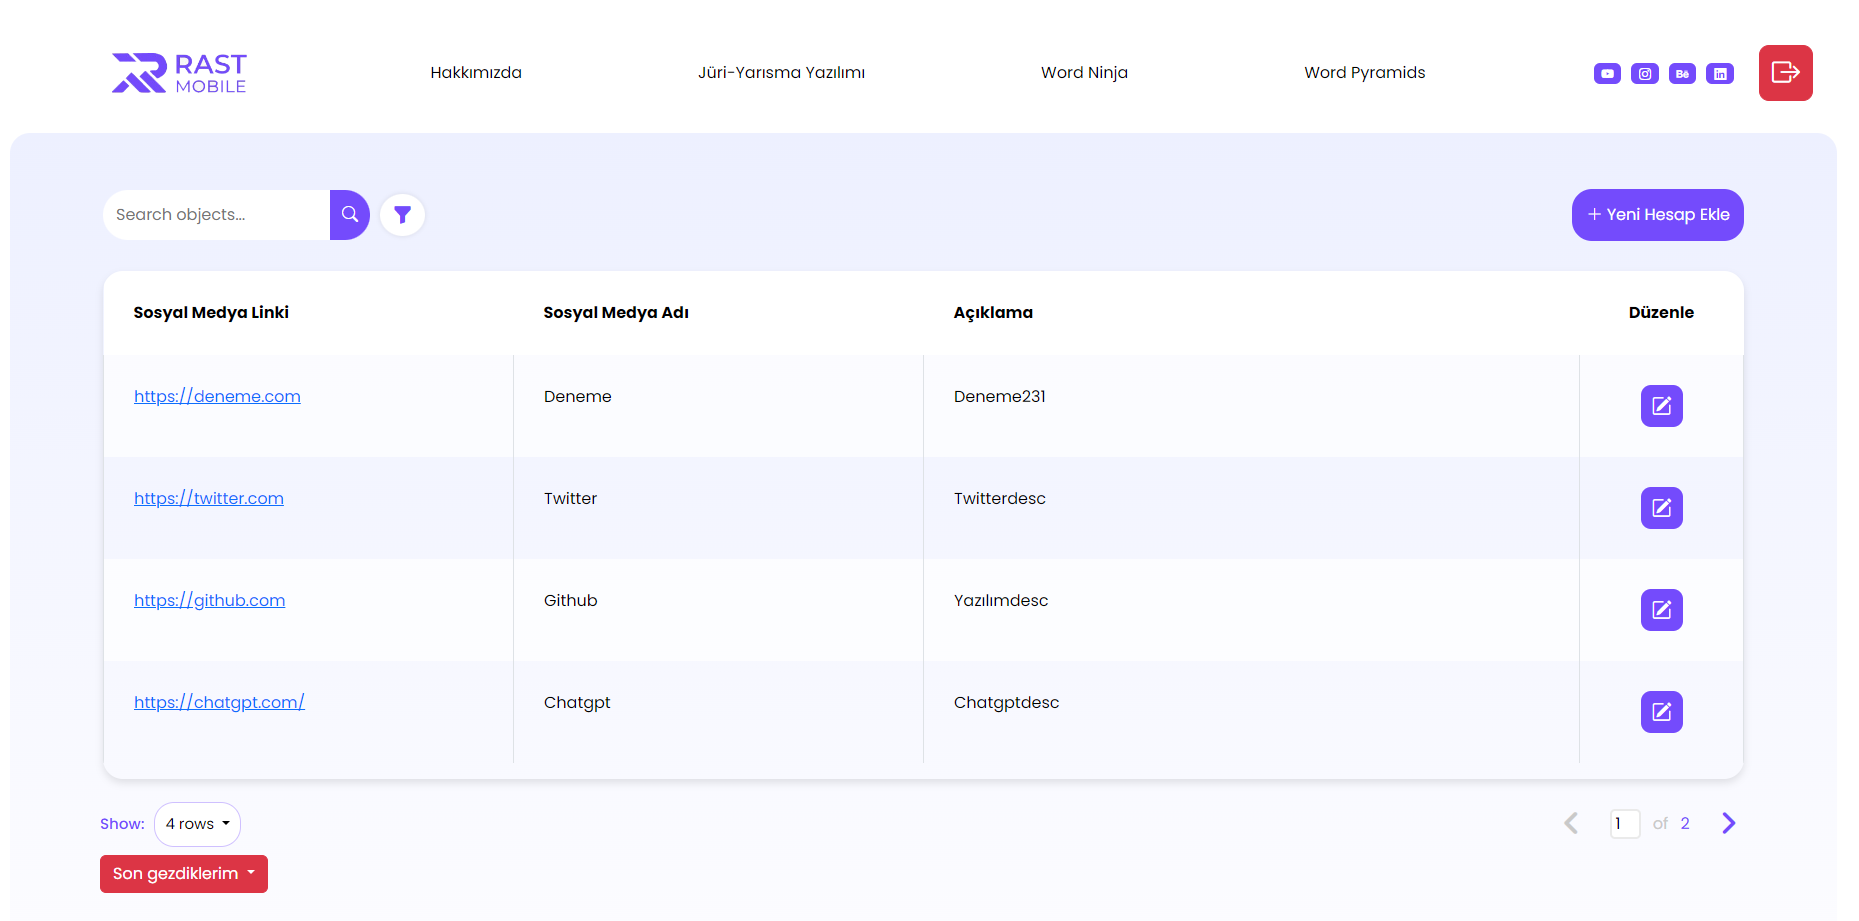 RAST
MOBILE
Hakkımızda
Jüri-Yarısma Yazılımı
Word Ninja
Word Pyramids
Bē
in
Search objects...
+ Yeni Hesap Ekle
Sosyal Medya Linki Sosyal Medya Adı Açıklama Düzenle
https://deneme.com Deneme Deneme231
https://twitter.com Twitter Twitterdesc
https://github.com Github Yazılımdesc
https://chatgpt.com/ Chatgpt Chatgptdesc
Show: 4 rows
1 of 2
Son gezdiklerim